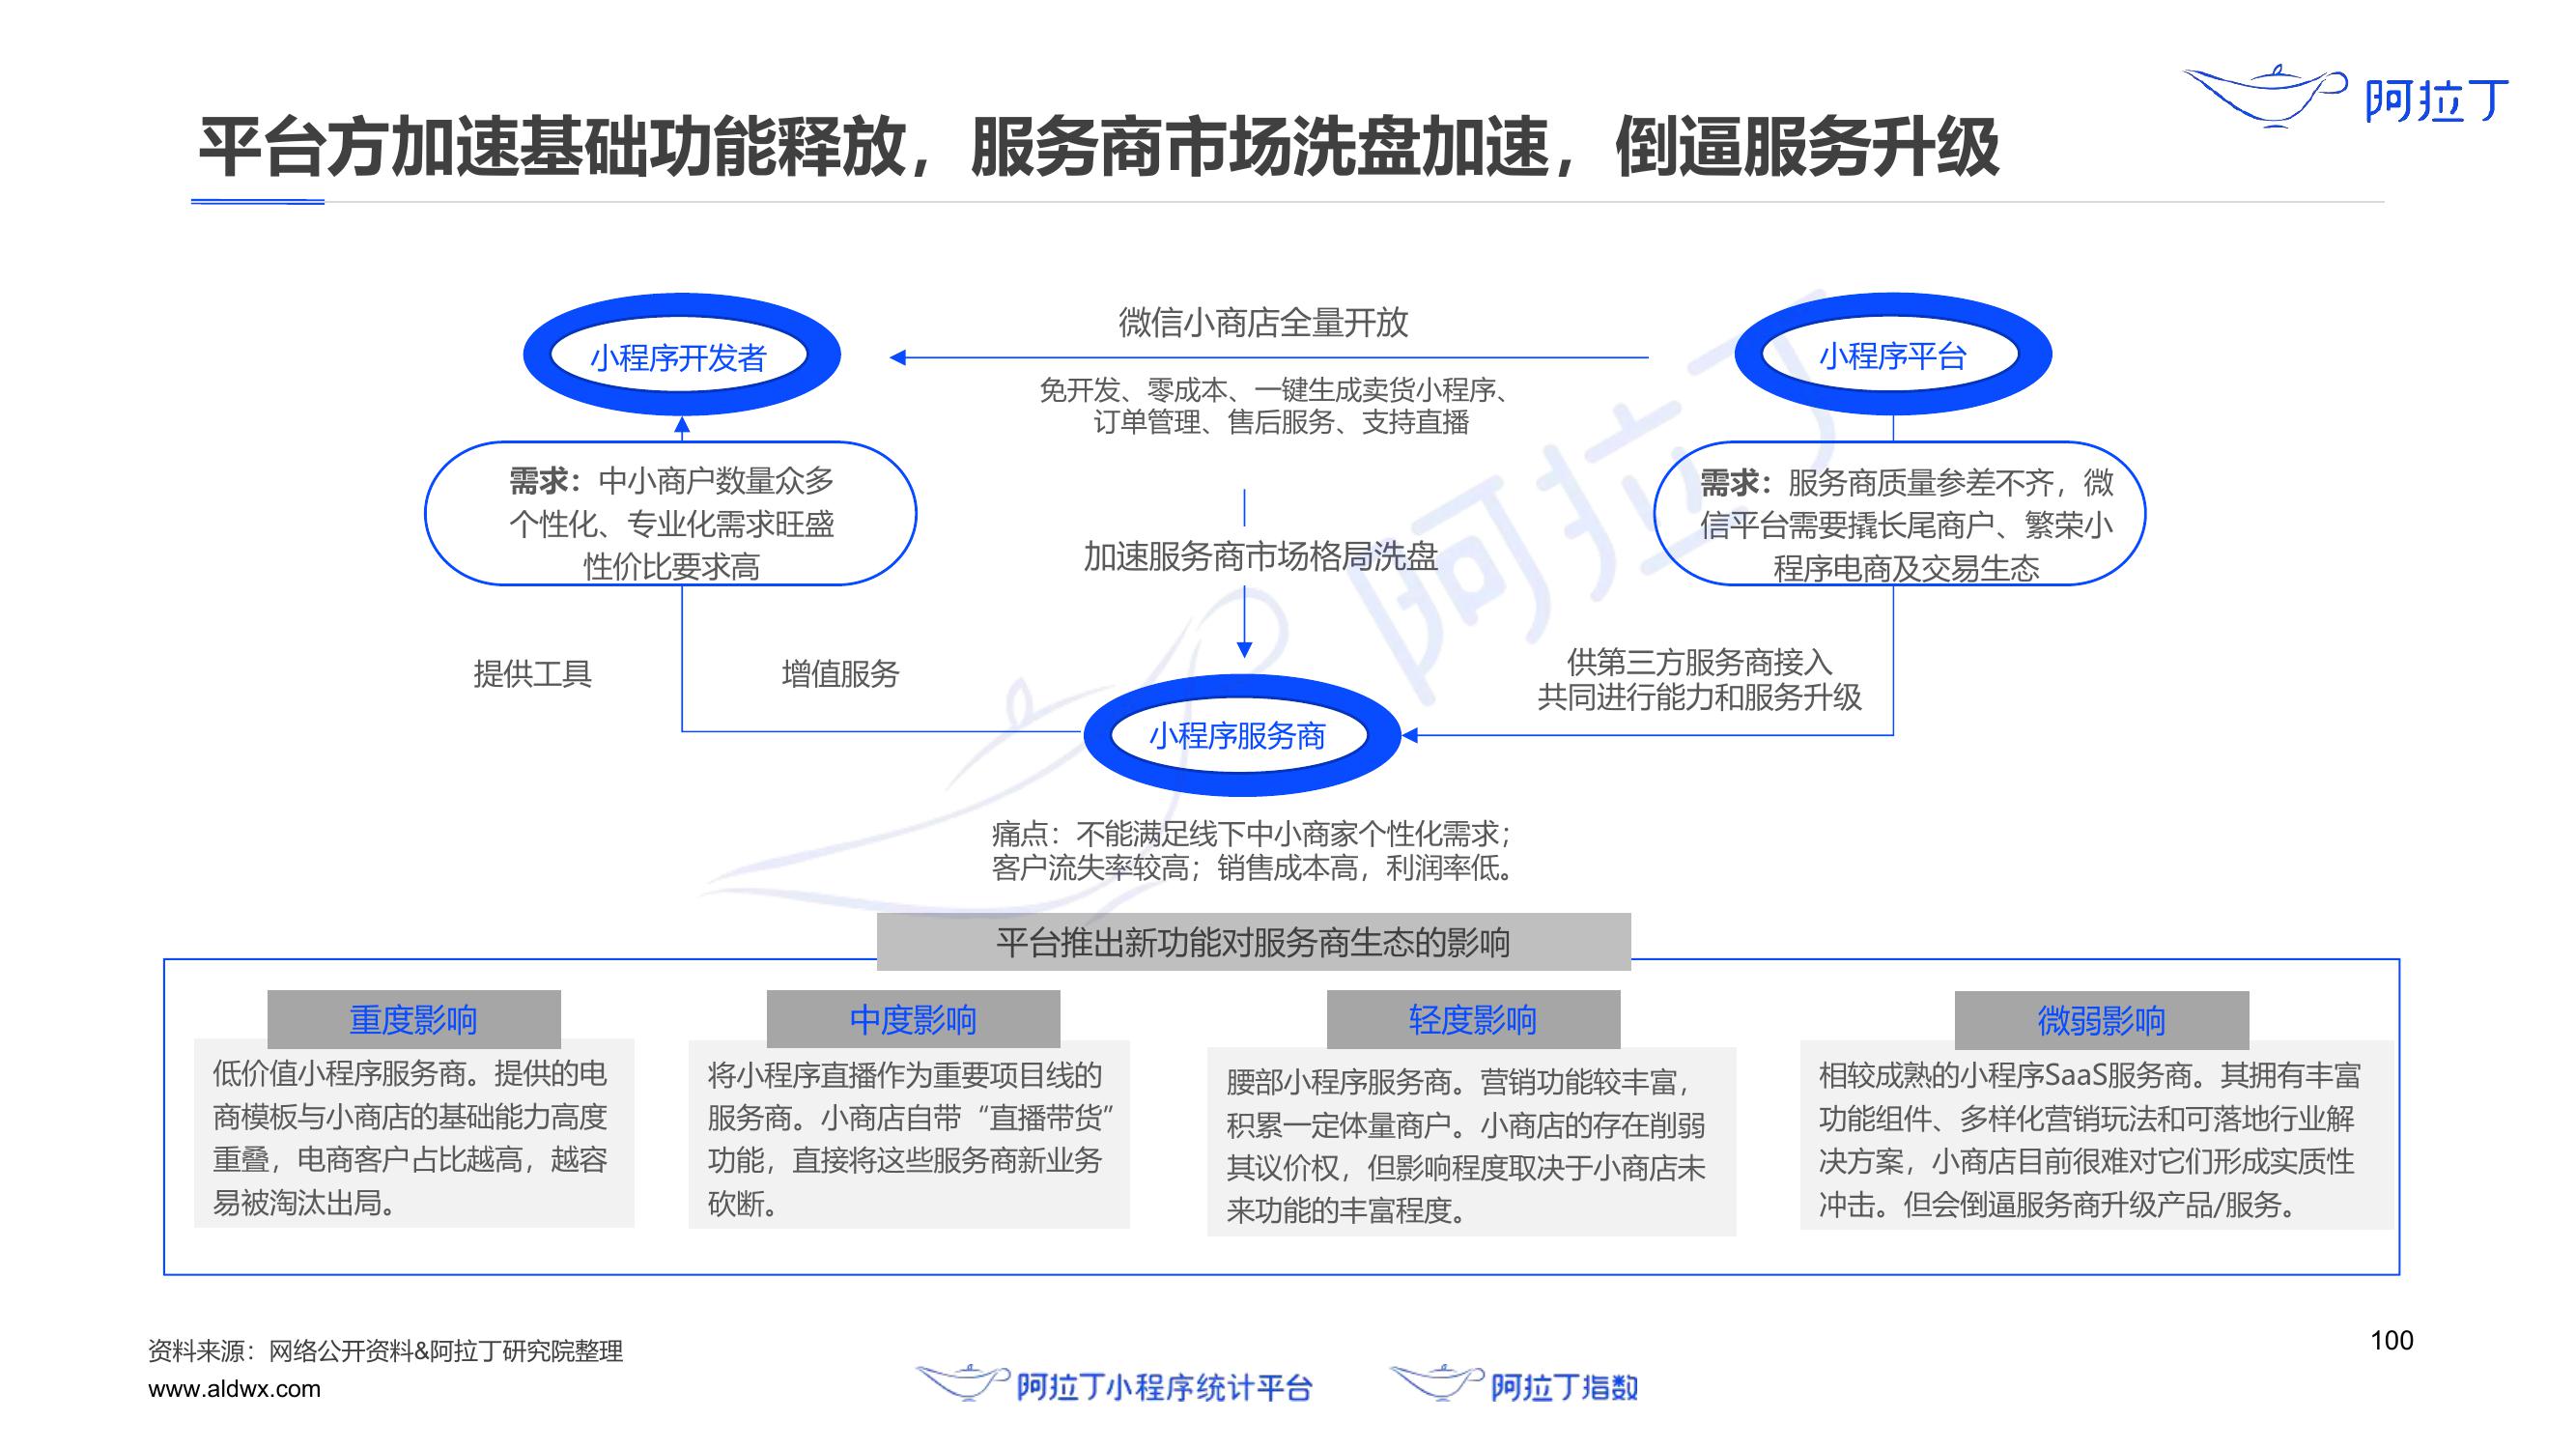 阿拉丁
平台方加速基础功能释放，服务商市场洗盘加速，倒逼服务升级
小程序开发者
微信小商店全量开放
小程序平台
免开发、零成本、一键生成卖货小程序、
订单管理、售后服务、支持直播
需求：中小商户数量众多
个性化、专业化需求旺盛
性价比要求高
需求：服务商质量参差不齐，微
信平台需要撬长尾商户、繁荣小
程序电商及交易生态
加速服务商市场格局洗盘
阿拉丁
提供工具
增值服务
供第三方服务商接入
共同进行能力和服务升级
小程序服务商
痛点：不能满足线下中小商家个性化需求；
客户流失率较高；销售成本高，利润率低。
平台推出新功能对服务商生态的影响
重度影响
低价值小程序服务商。提供的电
商模板与小商店的基础能力高度
重叠，电商客户占比越高，越容
易被淘汰出局。
中度影响
将小程序直播作为重要项目线的
服务商。小商店自带“直播带货”
功能，直接将这些服务商新业务
砍断。
轻度影响
腰部小程序服务商。营销功能较丰富，
积累一定体量商户。小商店的存在削弱
其议价权，但影响程度取决于小商店未
来功能的丰富程度。
微弱影响
相较成熟的小程序SaaS服务商。其拥有丰富
功能组件、多样化营销玩法和可落地行业解
决方案，小商店目前很难对它们形成实质性
冲击。但会倒逼服务商升级产品/服务。
资料来源：网络公开资料&阿拉丁研究院整理
www.aldwx.com
阿拉丁小程序统计平台
阿拉丁指数
100